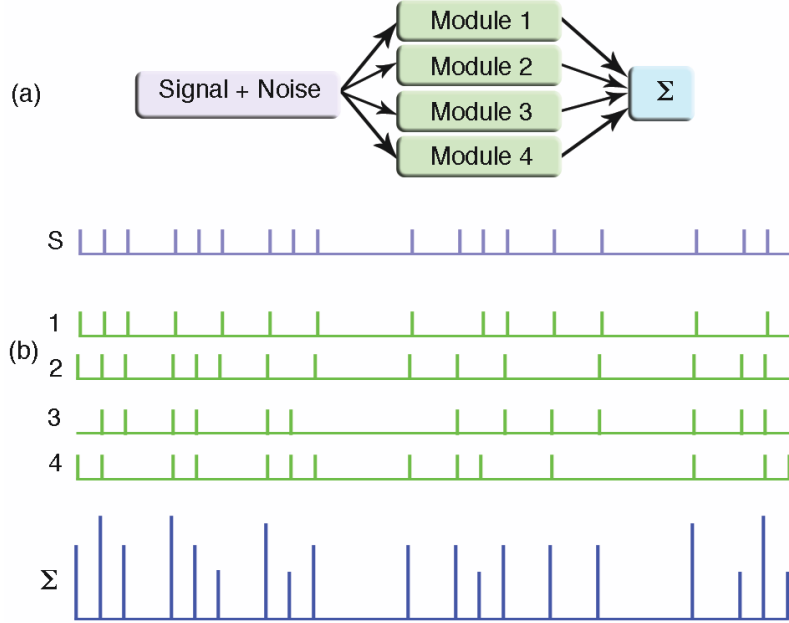 Module 1
Module 2
(a) Signal + Noise Σ
Module 3
Module 4
S
1
(b)
2
3
4
Σ